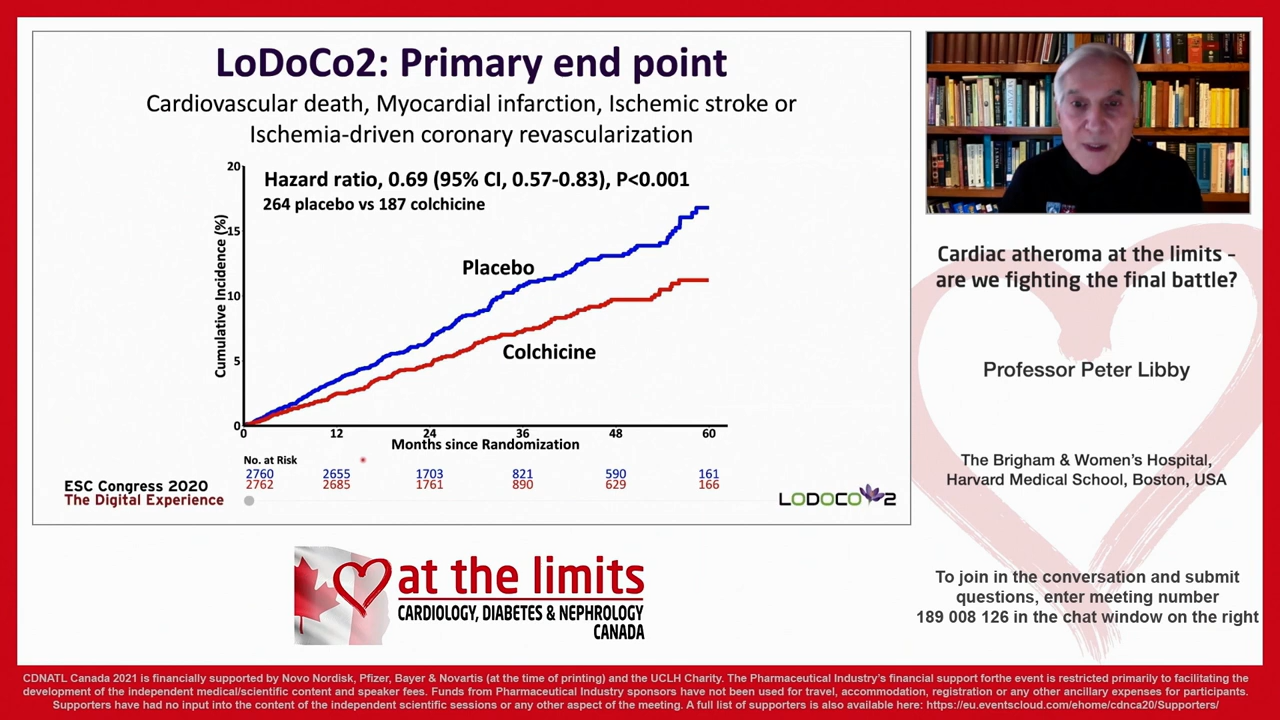 LoDoCo2: Primary end point
Cardiovascular death, Myocardial infarction, Ischemic stroke or
Ischemia-driven coronary revascularization
Hazard ratio, 0.69 (95% CI, 0.57-0.83), P<0.001
264 placebo vs 187 colchicine
Cumulative Incidence (%)
20
15
10
5
0
Placebo
Colchicine
0 12 24 36 48 60
Months since Randomization
No. at Risk
2760 2655 1703 821 590 161
2762 2685 1761 890 629 166
ESC Congress 2020
The Digital Experience
LODOCO 2
Cardiac atheroma at the limits -
are we fighting the final battle?
Professor Peter Libby
The Brigham & Women's Hospital,
Harvard Medical School, Boston, USA
To join in the conversation and submit
questions, enter meeting number
189 008 126 in the chat window on the right
at the limits
CARDIOLOGY, DIABETES & NEPHROLOGY
CANADA
CDNATL Canada 2021 is financially supported by Novo Nordisk, Pfizer, Bayer & Novartis (at the time of printing) and the UCLH Charity. The Pharmaceutical Industry's financial support forthe event is restricted primarily to facilitating the
development of the independent medical/scientific content and speaker fees. Funds from Pharmaceutical Industry sponsors have not been used for travel, accommodation, registration or any other ancillary expenses for participants.
Supporters have had no input into the content of the independent scientific sessions or any other aspect of the meeting. A full list of supporters is also available here: https://eu.eventscloud.com/ehome/cdnca20/Supporters/